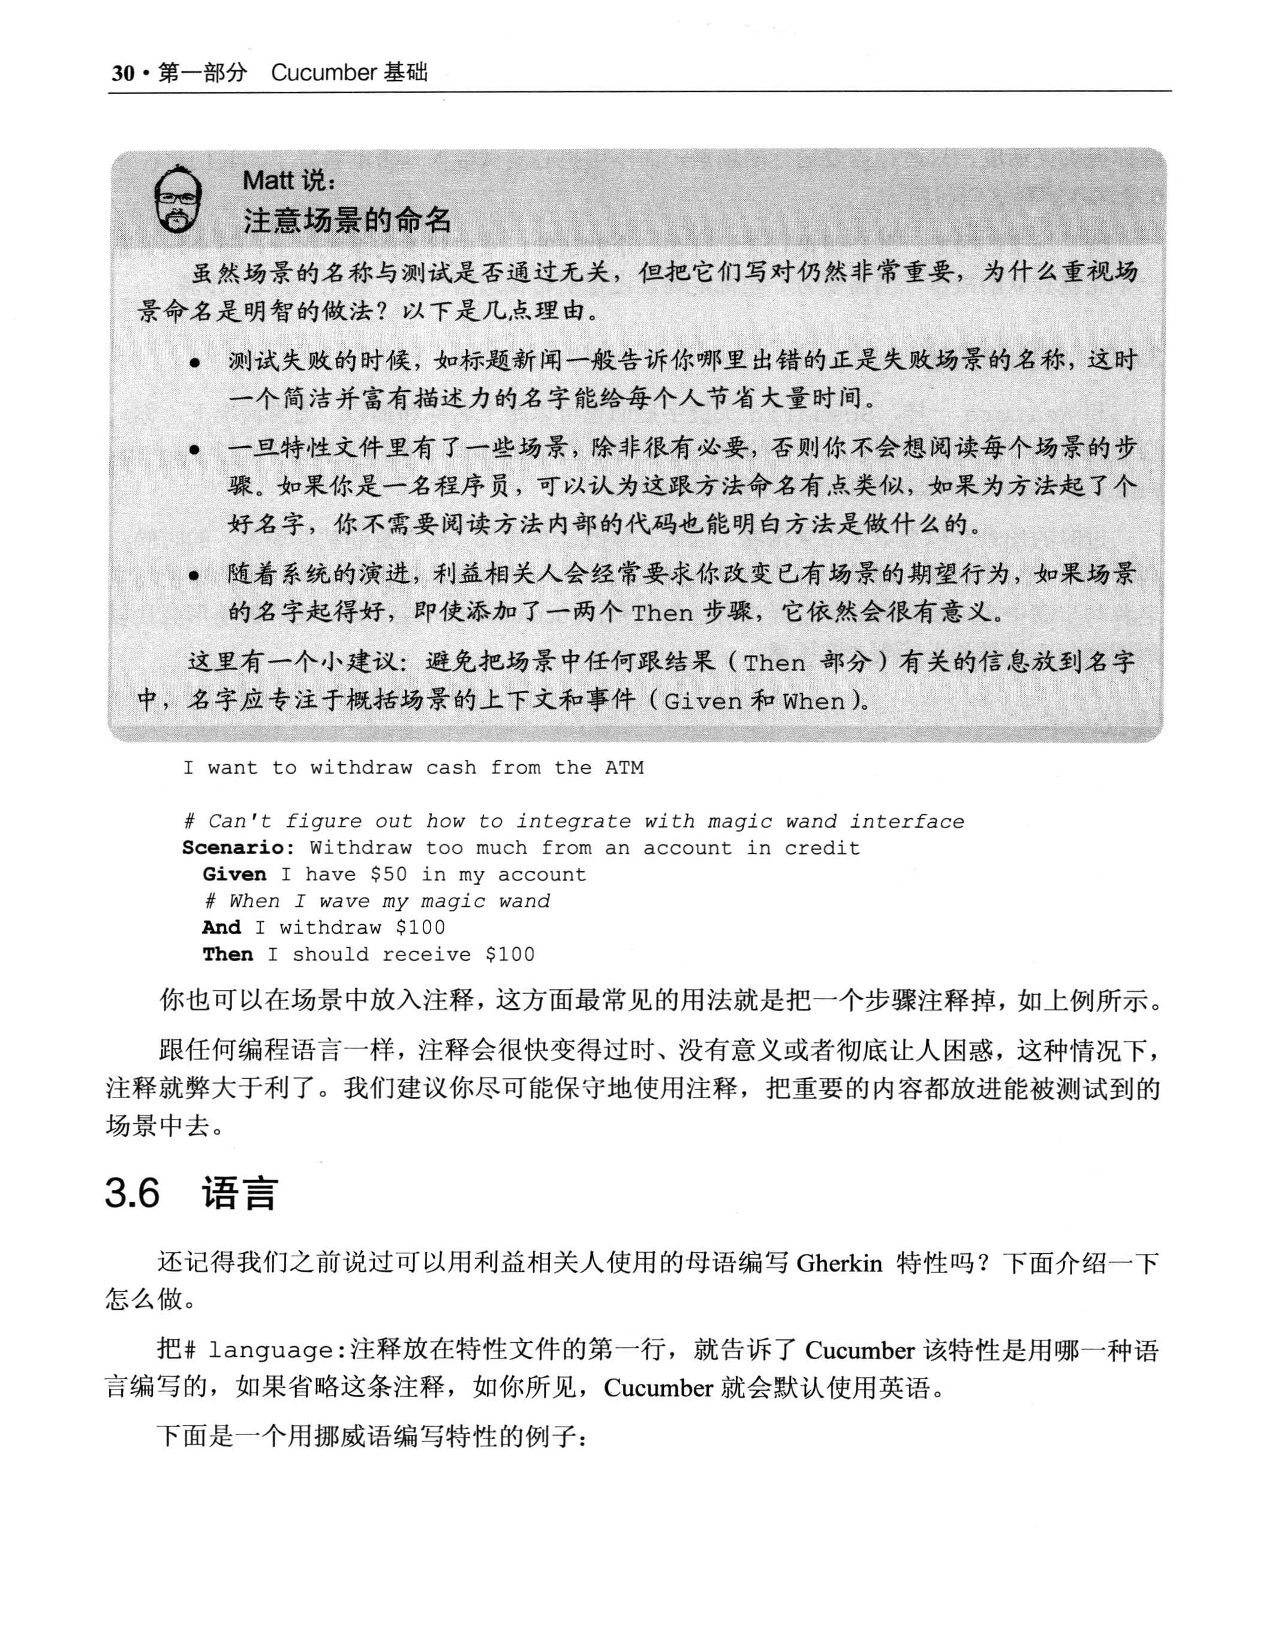 30·第一部分 Cucumber 基础
Matt 说：
注意场景的命名
虽然场景的名称与测试是否通过无关，但把它们写对仍然非常重要，为什么重视场
景命名是明智的做法？以下是几点理由。
● 测试失败的时候，如标题新闻一般告诉你哪里出错的正是失败场景的名称，这时
一个简洁并富有描述力的名字能给每个人节省大量时间。
● 一旦特性文件里有了一些场景，除非很有必要，否则你不会想阅读每个场景的步
骤。如果你是一名程序员，可以认为这跟方法命名有点类似，如果为方法起了个
好名字，你不需要阅读方法内部的代码也能明白方法是做什么的。
● 随着系统的演进，利益相关人会经常要求你改变已有场景的期望行为，如果场景
的名字起得好，即使添加了一两个 Then 步骤，它依然会很有意义。
这里有一个小建议：避免把场景中任何跟结果（Then 部分）有关的信息放到名字
中，名字应专注于概括场景的上下文和事件（Given 和 When）。
I want to withdraw cash from the ATM
# Can't figure out how to integrate with magic wand interface
Scenario: Withdraw too much from an account in credit
Given I have $50 in my account
# When I wave my magic wand
And I withdraw $100
Then I should receive $100
你也可以在场景中放入注释，这方面最常见的用法就是把一个步骤注释掉，如上例所示。
跟任何编程语言一样，注释会很快变得过时、没有意义或者彻底让人困惑，这种情况下，
注释就弊大于利了。我们建议你尽可能保守地使用注释，把重要的内容都放进能被测试到的
场景中去。
3.6 语言
还记得我们之前说过可以用利益相关人使用的母语编写 Gherkin 特性吗？下面介绍一下
怎么做。
把# language:注释放在特性文件的第一行，就告诉了 Cucumber 该特性是用哪一种语
言编写的，如果省略这条注释，如你所见，Cucumber 就会默认使用英语。
下面是一个用挪威语编写特性的例子：